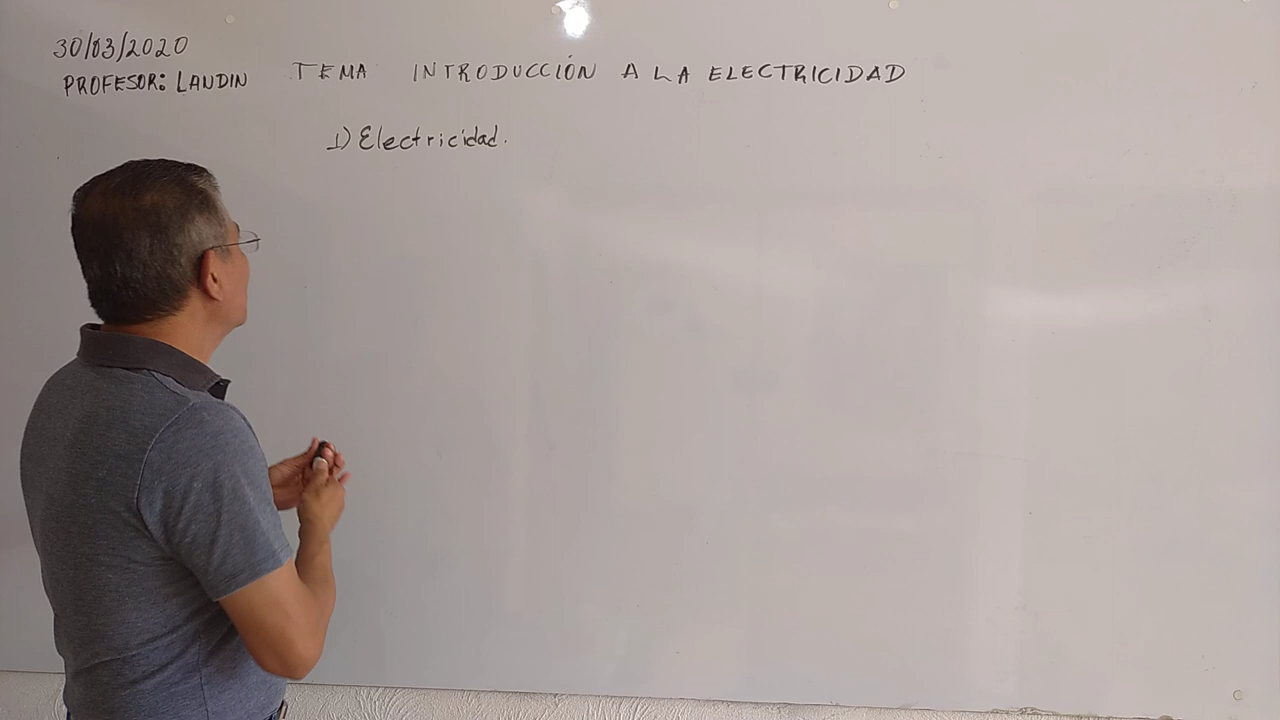 30/03/2020
PROFESOR: LANDIN
TEMA INTRODUCCIÓN A LA ELECTRICIDAD
1) Electricidad.